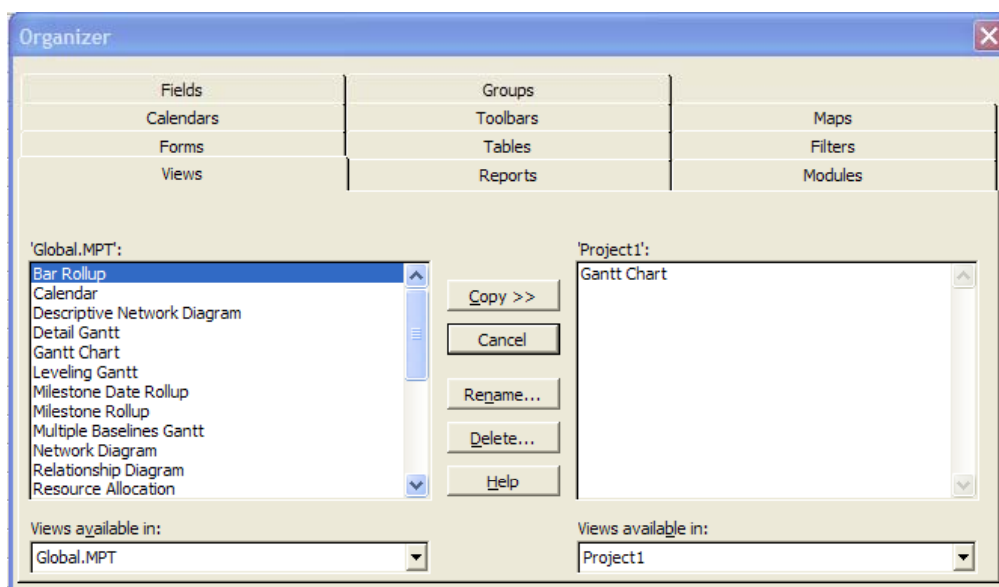 Organizer
Fields Groups
Calendars Toolbars Maps
Forms Tables Filters
Views Reports Modules
'Global.MPT':
Bar Rollup
Calendar
Descriptive Network Diagram
Detail Gantt
Gantt Chart
Leveling Gantt
Milestone Date Rollup
Milestone Rollup
Multiple Baselines Gantt
Network Diagram
Relationship Diagram
Resource Allocation
Copy >>
Cancel
Rename...
Delete...
Help
'Project1':
Gantt Chart
Views available in:
Global.MPT
Views available in:
Project1